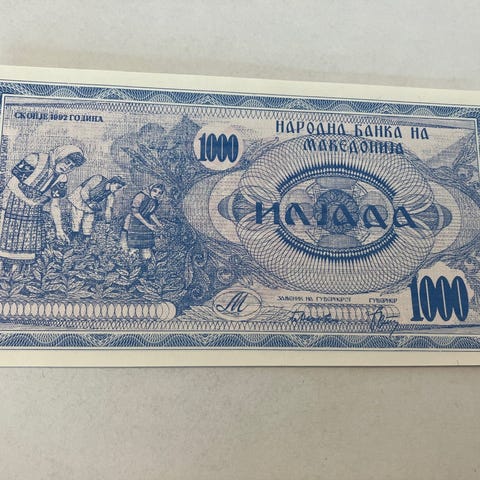 СКОПЈЕ 1992 ГОДИНА
1000
НАРОДНА БАНКА НА
МАКЕДОНИЈА
ИЛЈАДА
М
ЗАМЕНИК НА ГУВЕРНЕРОТ ГУВЕРНЕР
1000